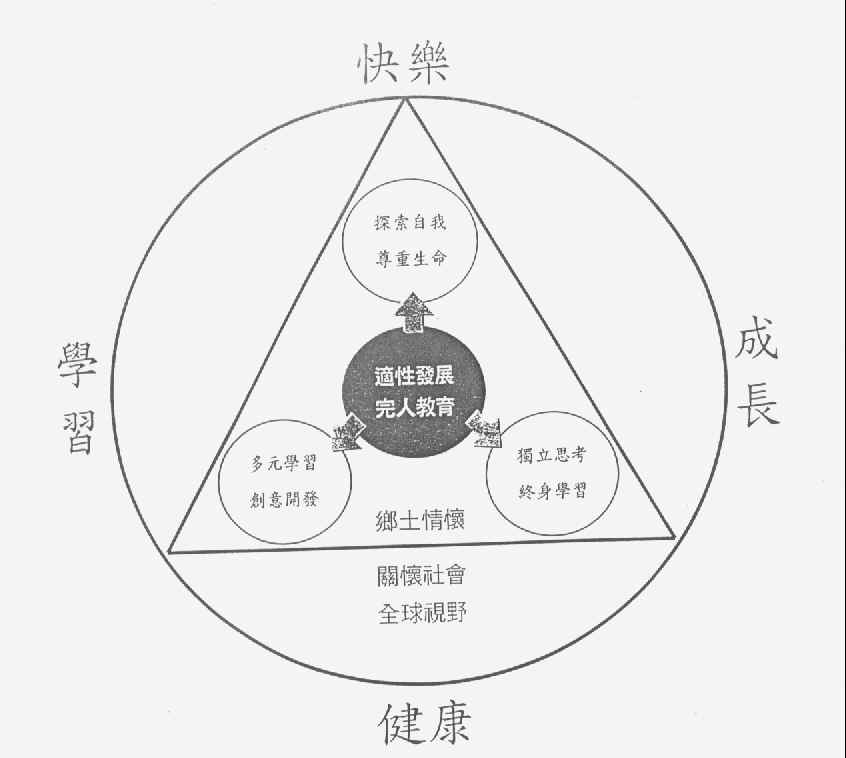 快樂
探索自我
尊重生命
學習
成長
適性發展
完人教育
多元學習
創意開發
獨立思考
終身學習
鄉土情懷
關懷社會
全球視野
健康